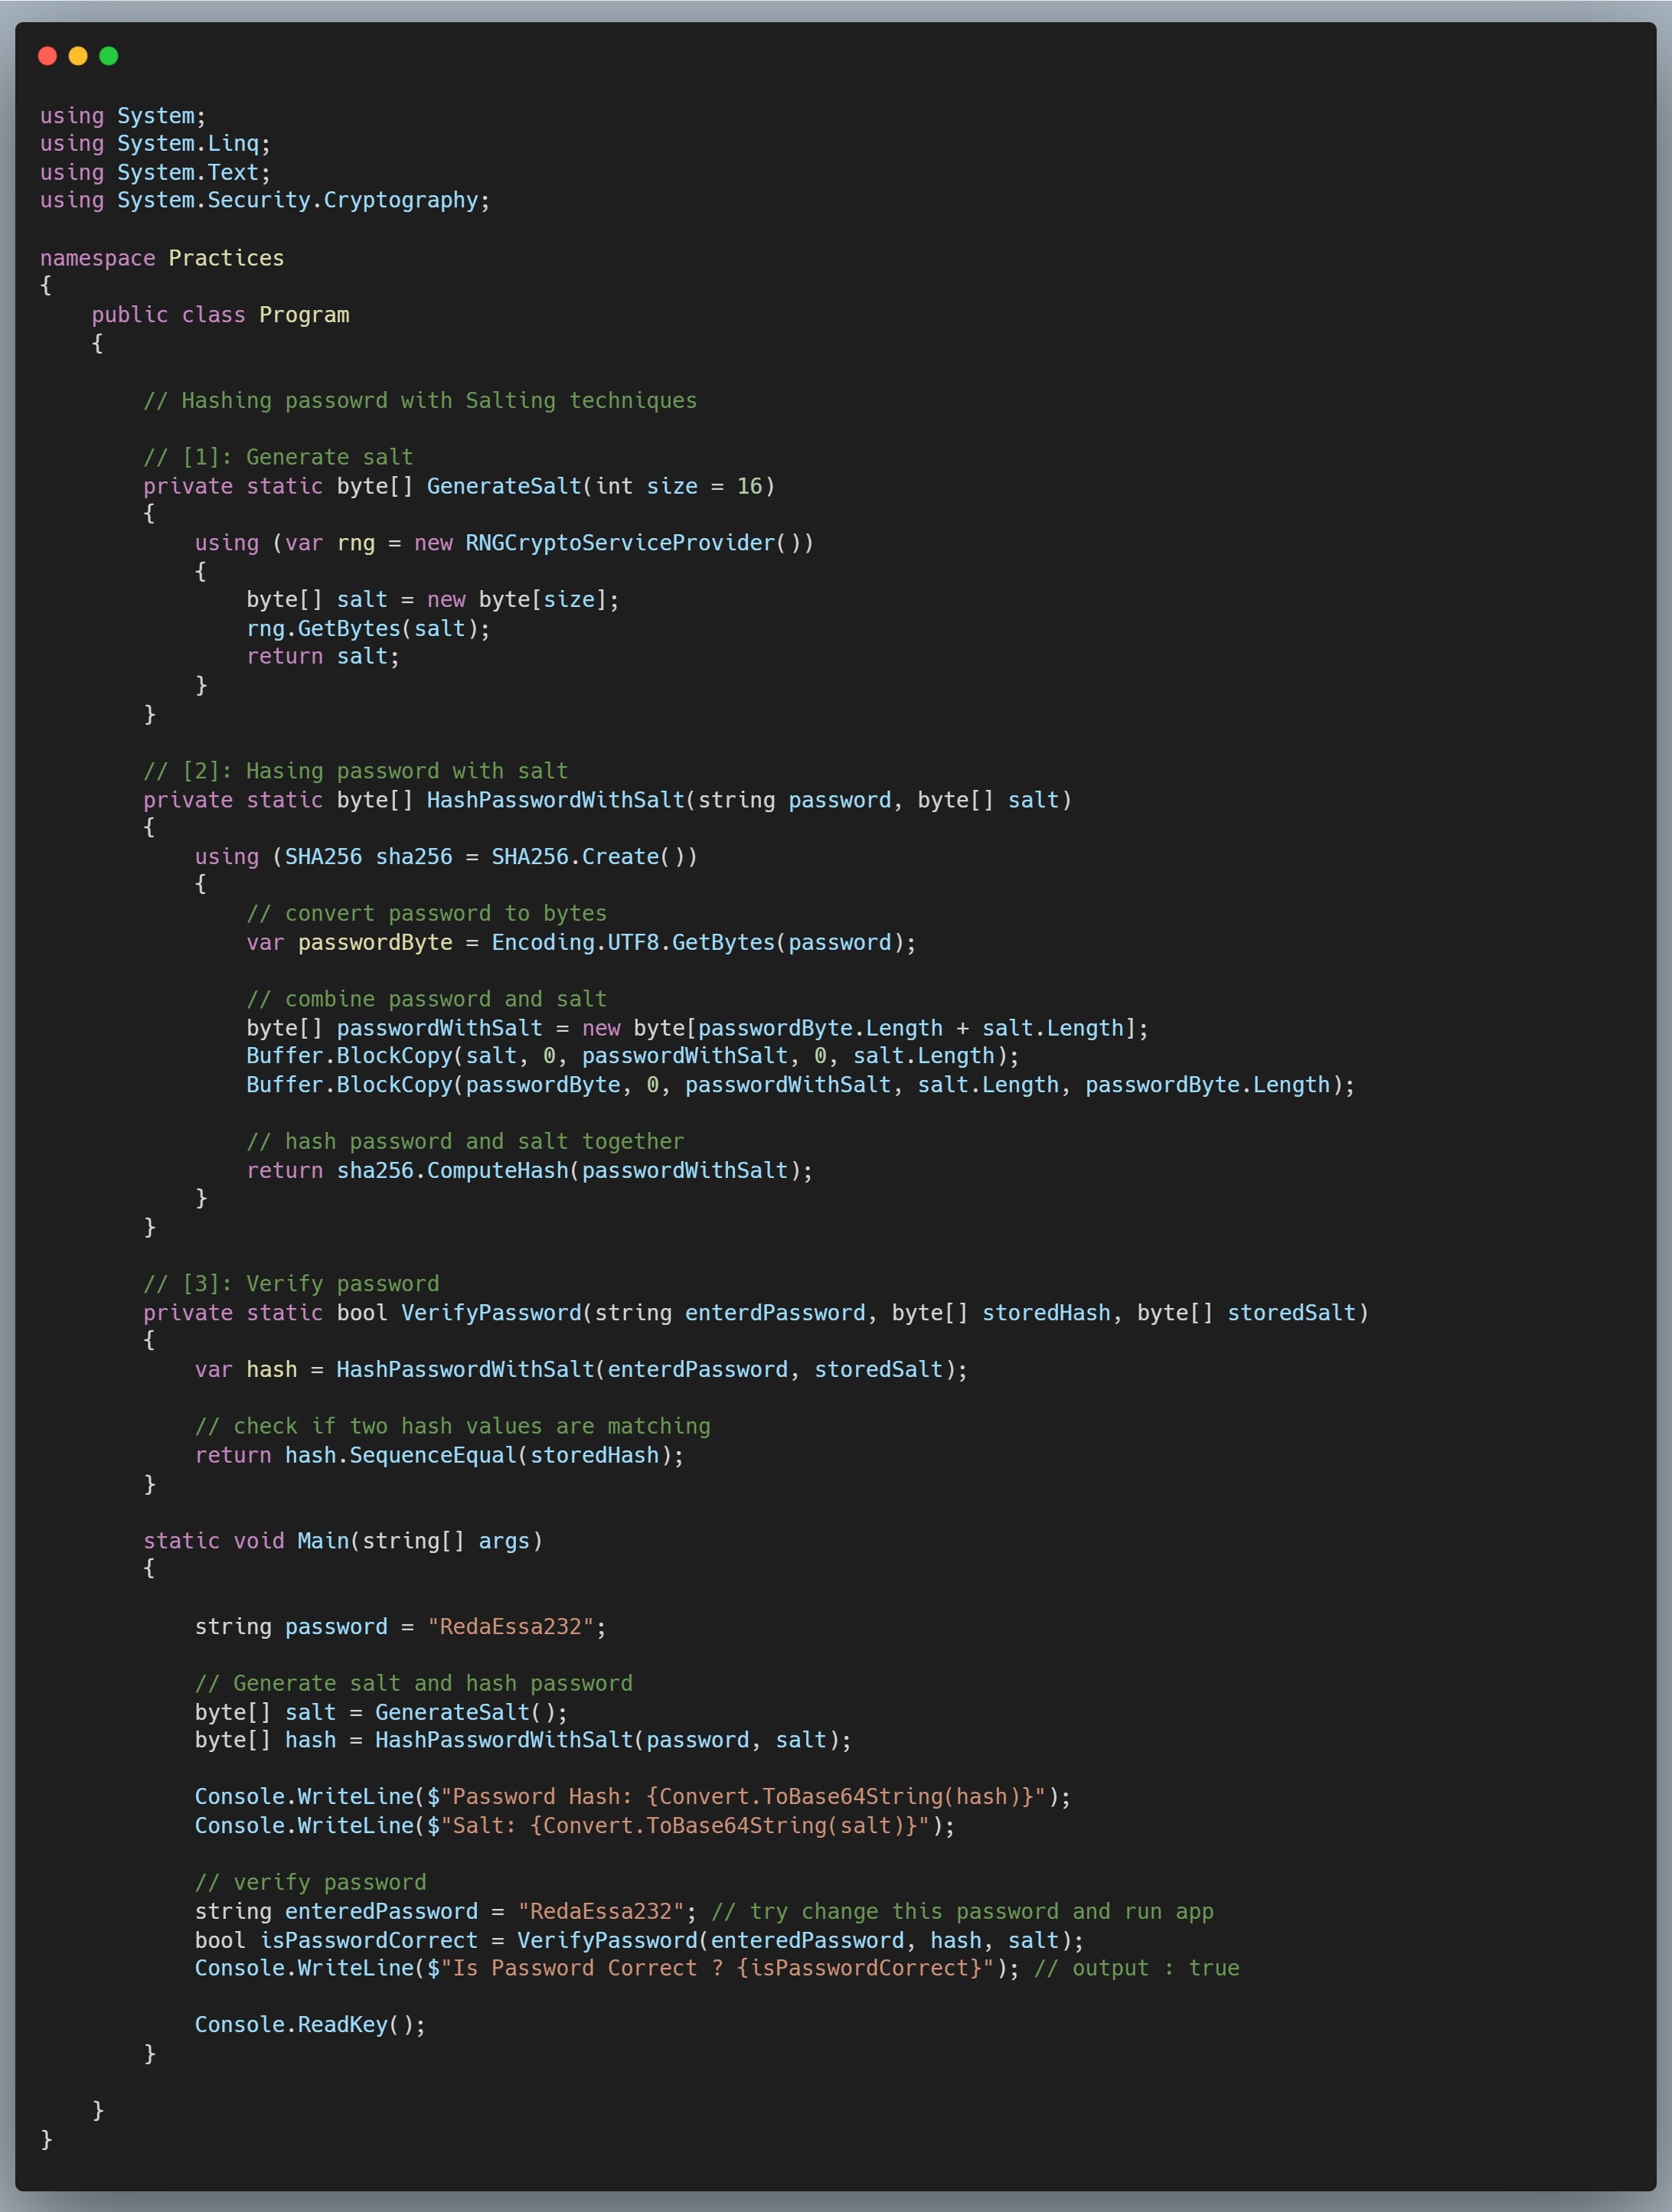 using System;
using System.Linq;
using System.Text;
using System.Security.Cryptography;

namespace Practices
{
    public class Program
    {

        // Hashing passowrd with Salting techniques

        // [1]: Generate salt
        private static byte[] GenerateSalt(int size = 16)
        {
            using (var rng = new RNGCryptoServiceProvider())
            {
                byte[] salt = new byte[size];
                rng.GetBytes(salt);
                return salt;
            }
        }

        // [2]: Hasing password with salt
        private static byte[] HashPasswordWithSalt(string password, byte[] salt)
        {
            using (SHA256 sha256 = SHA256.Create())
            {
                // convert password to bytes
                var passwordByte = Encoding.UTF8.GetBytes(password);

                // combine password and salt
                byte[] passwordWithSalt = new byte[passwordByte.Length + salt.Length];
                Buffer.BlockCopy(salt, 0, passwordWithSalt, 0, salt.Length);
                Buffer.BlockCopy(passwordByte, 0, passwordWithSalt, salt.Length, passwordByte.Length);

                // hash password and salt together
                return sha256.ComputeHash(passwordWithSalt);
            }
        }

        // [3]: Verify password
        private static bool VerifyPassword(string enterdPassword, byte[] storedHash, byte[] storedSalt)
        {
            var hash = HashPasswordWithSalt(enterdPassword, storedSalt);

            // check if two hash values are matching
            return hash.SequenceEqual(storedHash);
        }

        static void Main(string[] args)
        {

            string password = "RedaEssa232";

            // Generate salt and hash password
            byte[] salt = GenerateSalt();
            byte[] hash = HashPasswordWithSalt(password, salt);

            Console.WriteLine($"Password Hash: {Convert.ToBase64String(hash)}");
            Console.WriteLine($"Salt: {Convert.ToBase64String(salt)}");

            // verify password
            string enteredPassword = "RedaEssa232"; // try change this password and run app
            bool isPasswordCorrect = VerifyPassword(enteredPassword, hash, salt);
            Console.WriteLine($"Is Password Correct ? {isPasswordCorrect}"); // output : true

            Console.ReadKey();
        }

    }
}